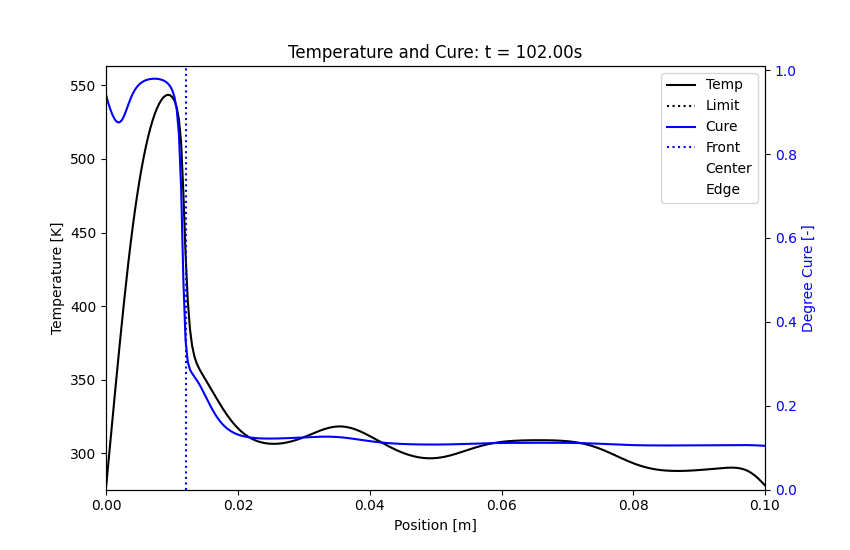 Temperature and Cure: t = 102.00s
Temperature [K]
550
500
450
400
350
300
Temp
Limit
Cure
Front
Center
Edge
1.0
0.8
0.6
0.4
0.2
0.0
Degree Cure [-]
0.00
0.02
0.04
0.06
0.08
0.10
Position [m]